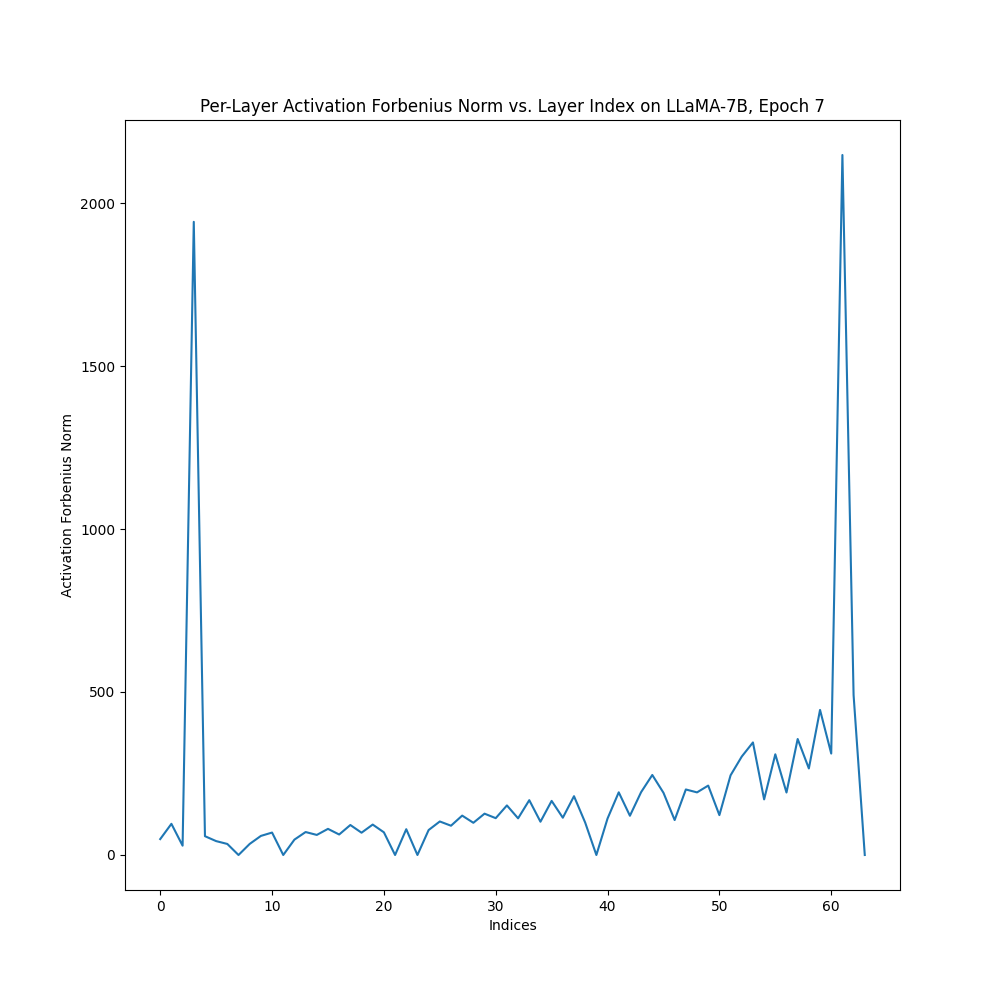 Per-Layer Activation Forbenius Norm vs. Layer Index on LLaMA-7B, Epoch 7
2000
1500
1000
500
0
Activation Forbenius Norm
0 10 20 30 40 50 60
Indices